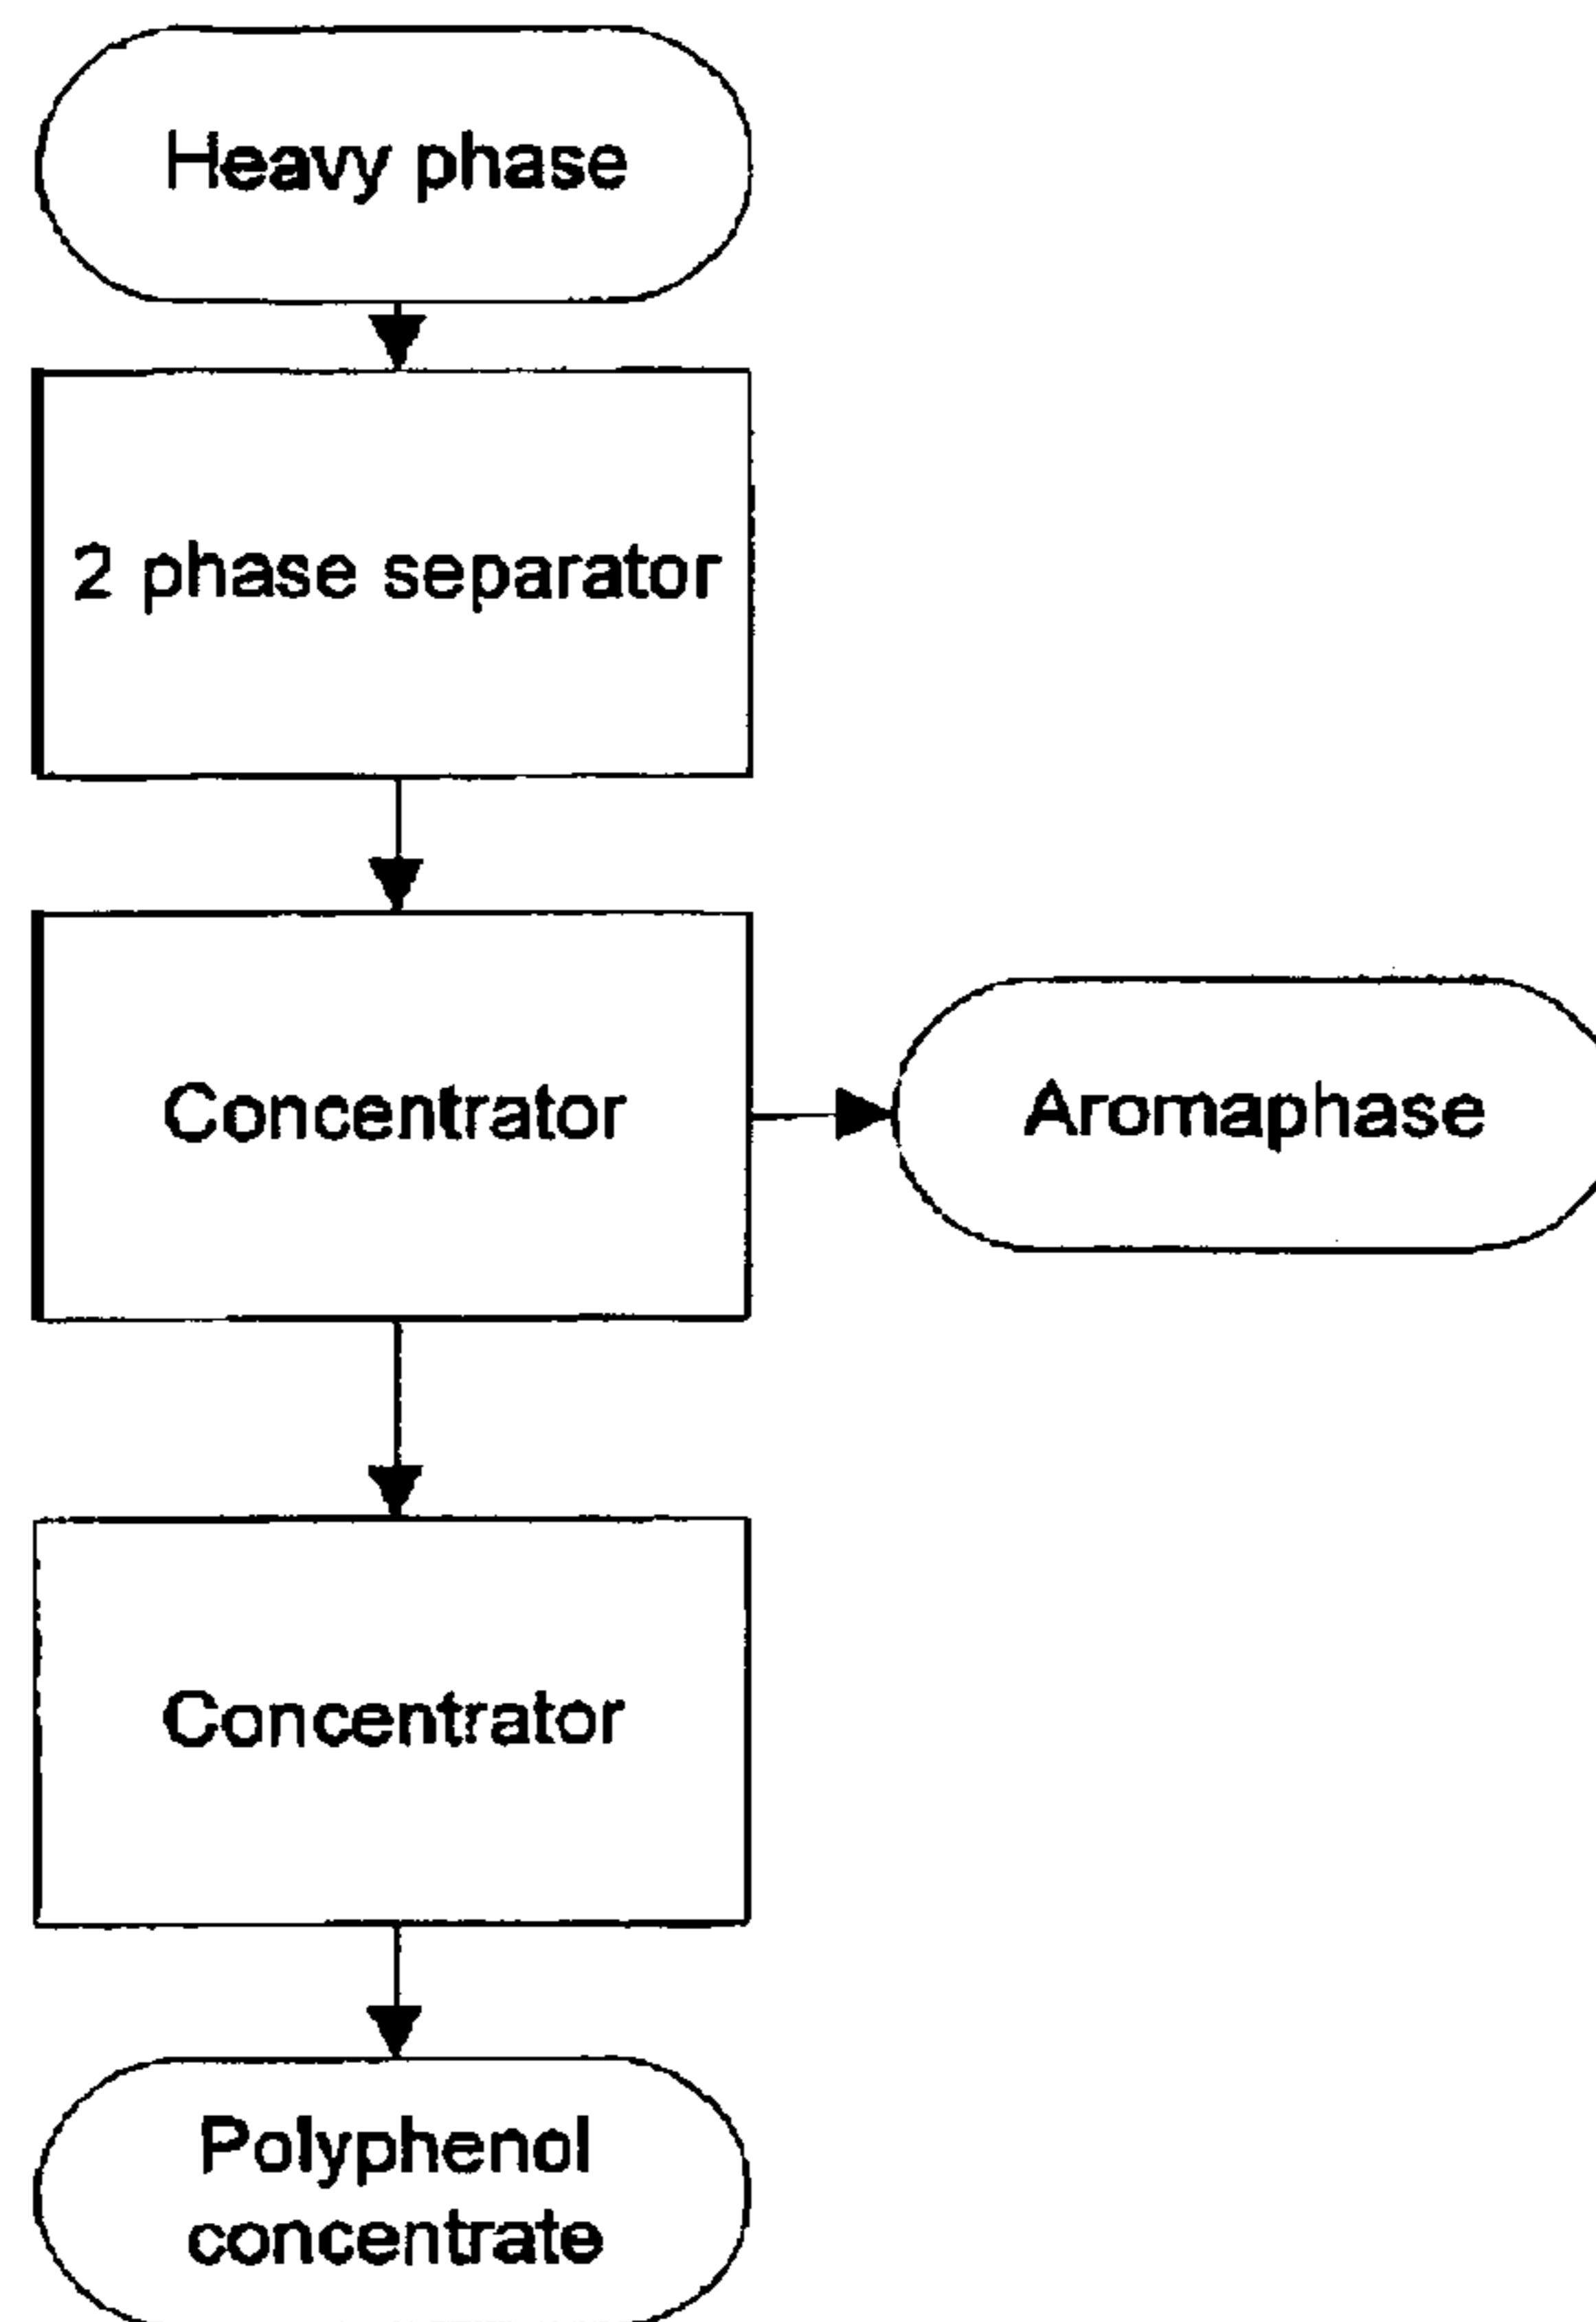 Heavy phase
2 phase separator
Concentrator
Aromaphase
Concentrator
Polyphenol
concentrate